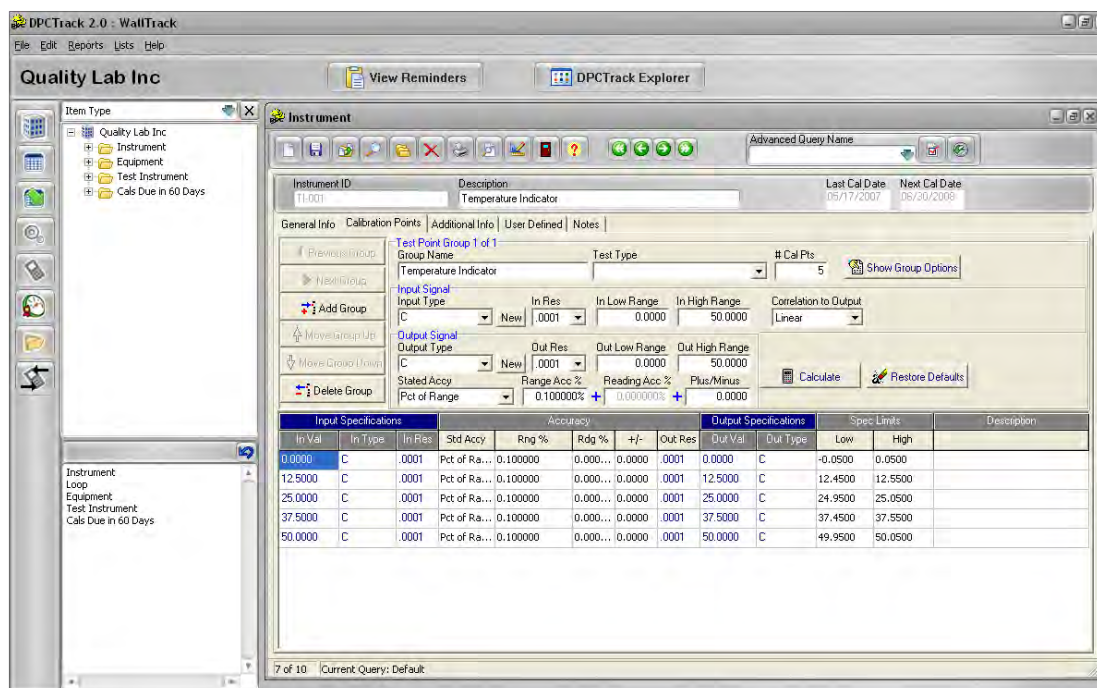 DPCTrack 2.0 : WallTrack
File Edit Reports Lists Help
Quality Lab Inc
View Reminders
DPCTrack Explorer
Item Type
Quality Lab Inc
Instrument
Equipment
Test Instrument
Cals Due in 60 Days
Instrument
Loop
Equipment
Test Instrument
Cals Due in 60 Days
Instrument
Advanced Query Name
Instrument ID Description Last Cal Date Next Cal Date
TI-001 Temperature Indicator 06/17/2007 06/30/2008
General Info Calibration Points Additional Info User Defined Notes
Previous Group
Next Group
Add Group
Move Group Up
Move Group Down
Delete Group
Test Point Group 1 of 1
Group Name Test Type # Cal Pts
Temperature Indicator 5 Show Group Options
Input Signal
Input Type In Res In Low Range In High Range Correlation to Output
C New .0001 0.0000 50.0000 Linear
Output Signal
Output Type Out Res Out Low Range Out High Range
C New .0001 0.0000 50.0000
Calculate Restore Defaults
Stated Accy Range Acc % Reading Acc % Plus/Minus
Pct of Range 0.100000% + 0.000000% + 0.0000
Input Specifications Accuracy Output Specifications Spec Limits Description
In Val In Type In Res Std Accy Rng % Rdg % +/- Out Res Out Val Out Type Low High
0.0000 C .0001 Pct of Ra... 0.100000 0.000... 0.0000 .0001 0.0000 C -0.0500 0.0500
12.5000 C .0001 Pct of Ra... 0.100000 0.000... 0.0000 .0001 12.5000 C 12.4500 12.5500
25.0000 C .0001 Pct of Ra... 0.100000 0.000... 0.0000 .0001 25.0000 C 24.9500 25.0500
37.5000 C .0001 Pct of Ra... 0.100000 0.000... 0.0000 .0001 37.5000 C 37.4500 37.5500
50.0000 C .0001 Pct of Ra... 0.100000 0.000... 0.0000 .0001 50.0000 C 49.9500 50.0500
7 of 10 Current Query: Default